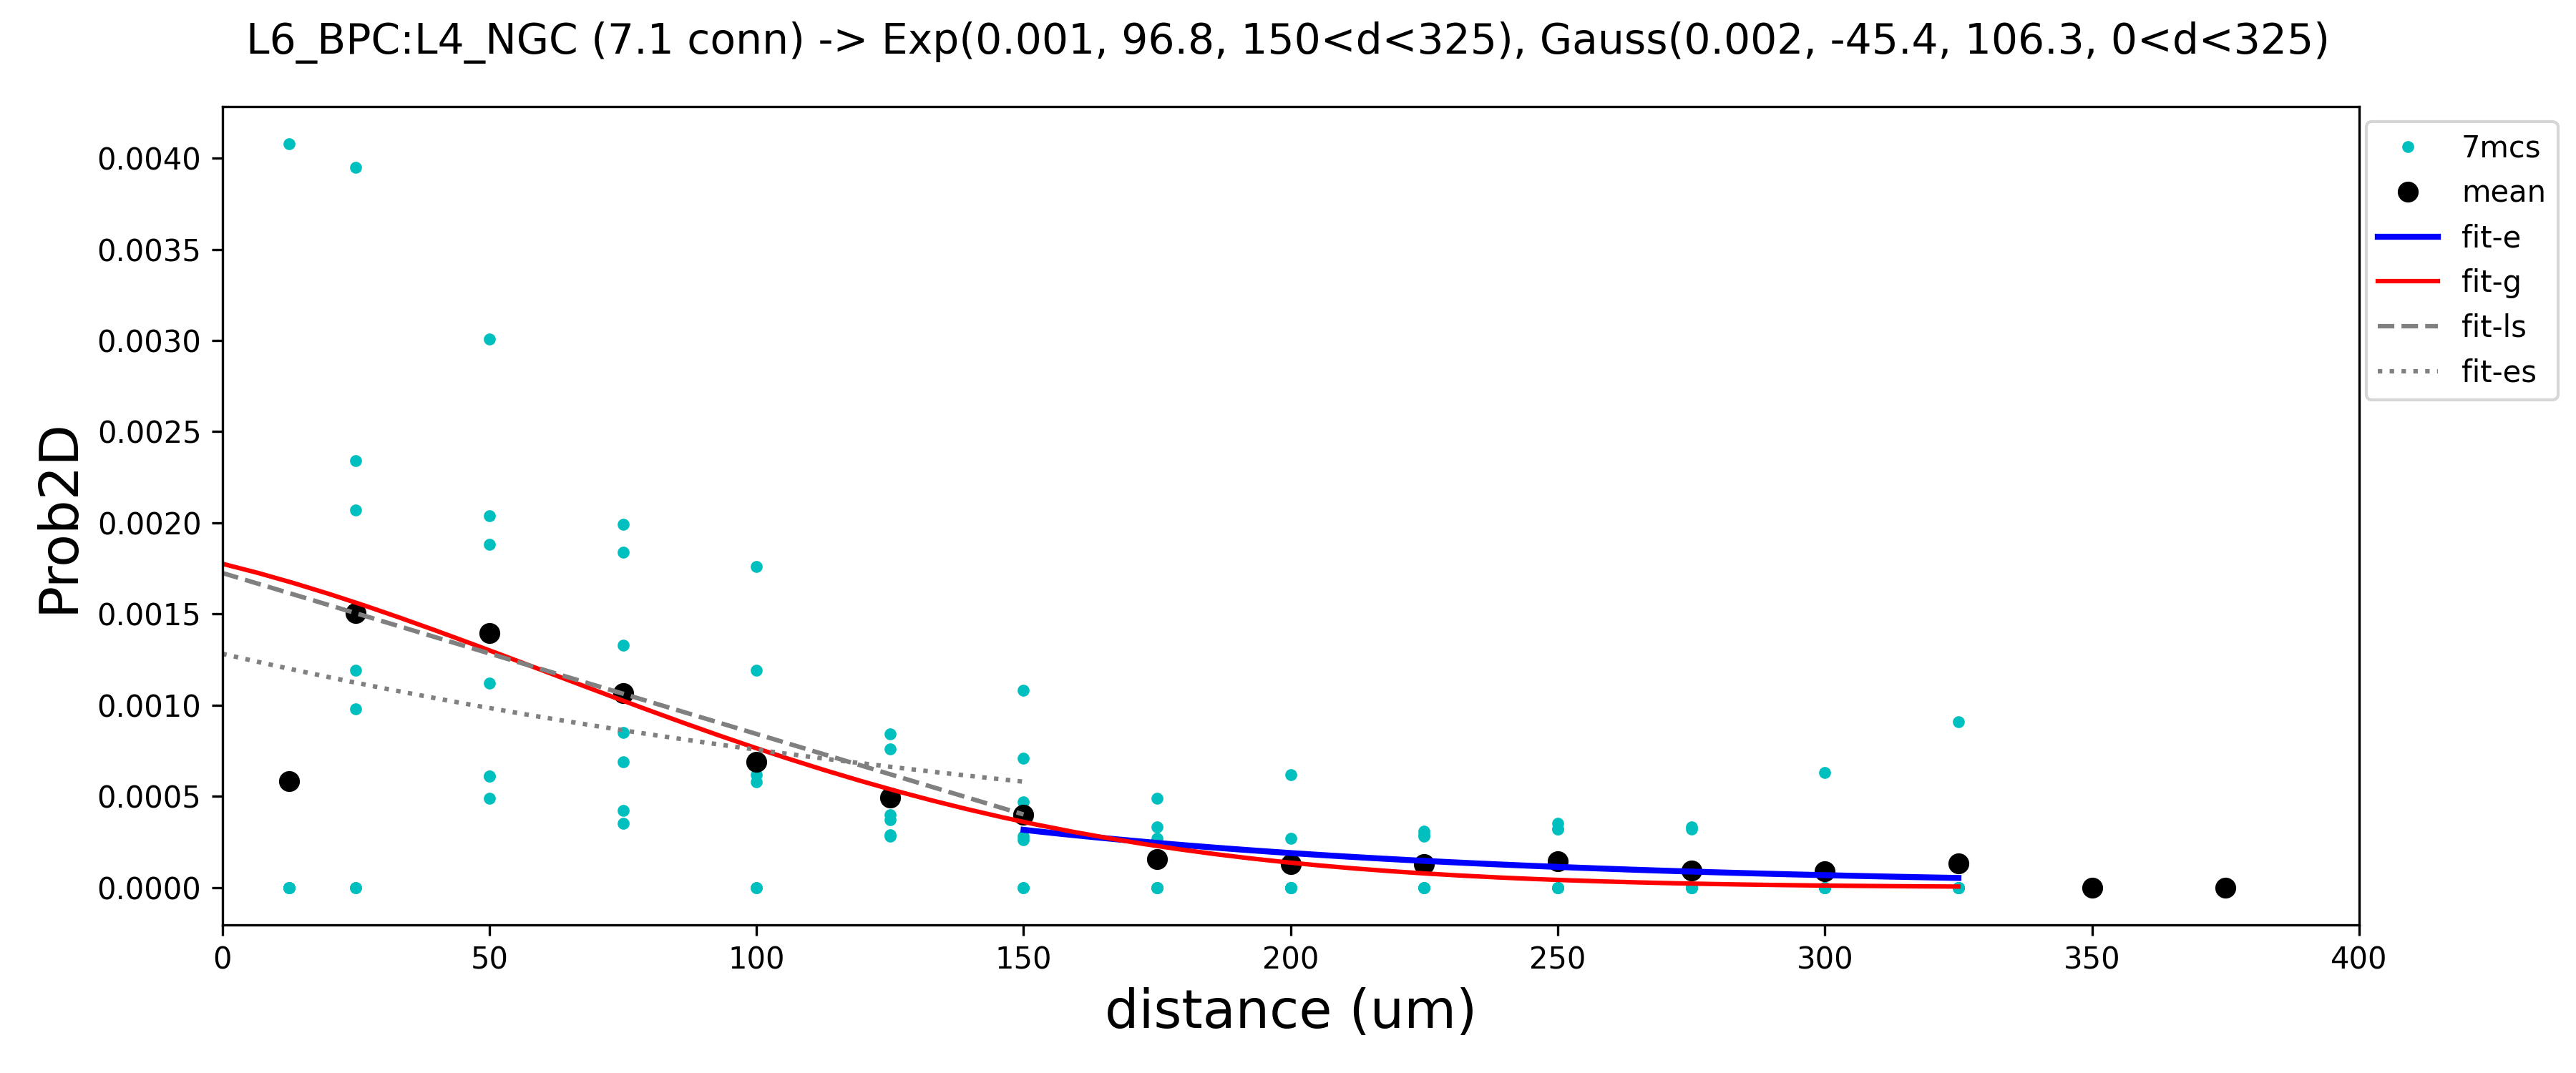 L6_BPC:L4_NGC (7.1 conn) -> Exp(0.001, 96.8, 150<d<325), Gauss(0.002, -45.4, 106.3, 0<d<325)
Prob2D
0.0040
0.0035
0.0030
0.0025
0.0020
0.0015
0.0010
0.0005
0.0000
0 50 100 150 200 250 300 350 400
distance (um)
7mcs
mean
fit-e
fit-g
fit-ls
fit-es